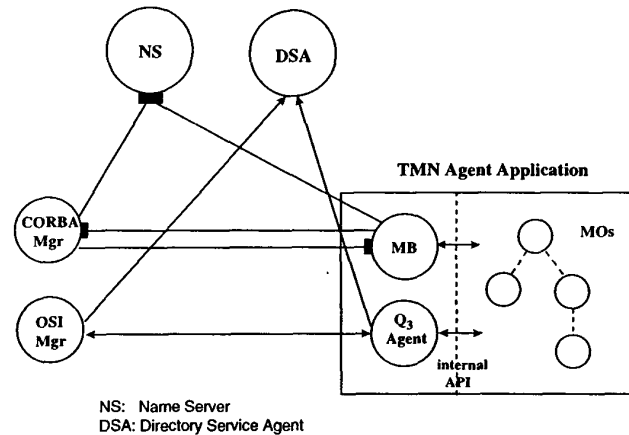 NS
DSA
TMN Agent Application
CORBA
Mgr
MB
MOs
OSI
Mgr
Q3
Agent
internal
API
NS: Name Server
DSA: Directory Service Agent